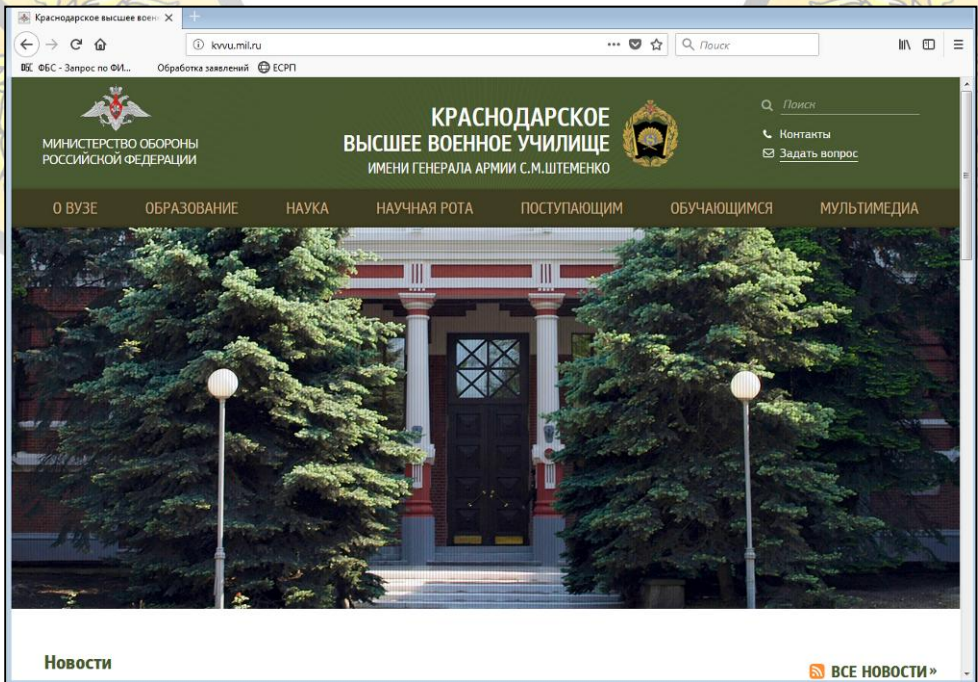 Краснодарское высшее воен
kvvu.mil.ru
Поиск
ФБС - Запрос по ФИ...
Обработка заявлений
ЕСРП
МИНИСТЕРСТВО ОБОРОНЫ
РОССИЙСКОЙ ФЕДЕРАЦИИ
КРАСНОДАРСКОЕ
ВЫСШЕЕ ВОЕННОЕ УЧИЛИЩЕ
ИМЕНИ ГЕНЕРАЛА АРМИИ С.М.ШТЕМЕНКО
Поиск
Контакты
Задать вопрос
О ВУЗЕ ОБРАЗОВАНИЕ НАУКА НАУЧНАЯ РОТА ПОСТУПАЮЩИМ ОБУЧАЮЩИМСЯ МУЛЬТИМЕДИА
Новости
ВСЕ НОВОСТИ»